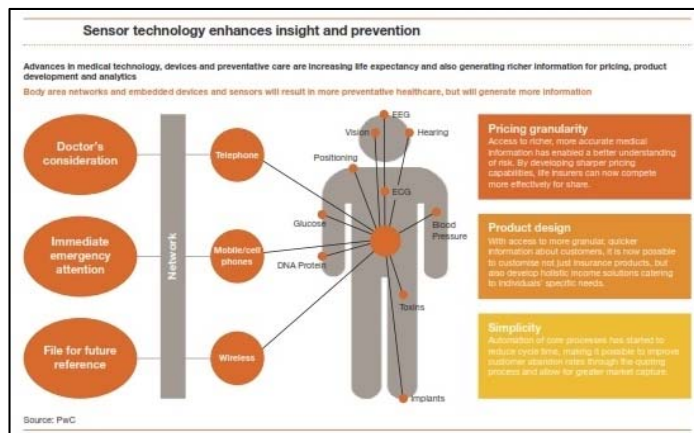 Sensor technology enhances insight and prevention
Advances in medical technology, devices and preventative care are increasing life expectancy and also generating richer information for pricing, product
development and analytics
Body area networks and embedded devices and sensors will result in more preventative healthcare, but will generate more information
Doctor's
consideration
Immediate
emergency
attention
File for future
reference
Network
Telephone
Mobile/cell
phones
Wireless
EEG
Vision
Hearing
Positioning
ECG
Glucose
Blood
Pressure
DNA Protein
Toxins
Implants
Pricing granularity
Access to richer, more accurate medical
information has enabled a better understanding
of risk. By developing sharper pricing
capabilities, life insurers can now compete
more effectively for share.
Product design
With access to more granular, quicker
information about customers, it is now possible
to customise not just insurance products, but
also develop holistic income solutions catering
to individuals' specific needs.
Simplicity
Automation of core processes has started to
reduce cycle time, making it possible to improve
customer abandon rates through the quoting
process and allow for greater market capture.
Source: PwC